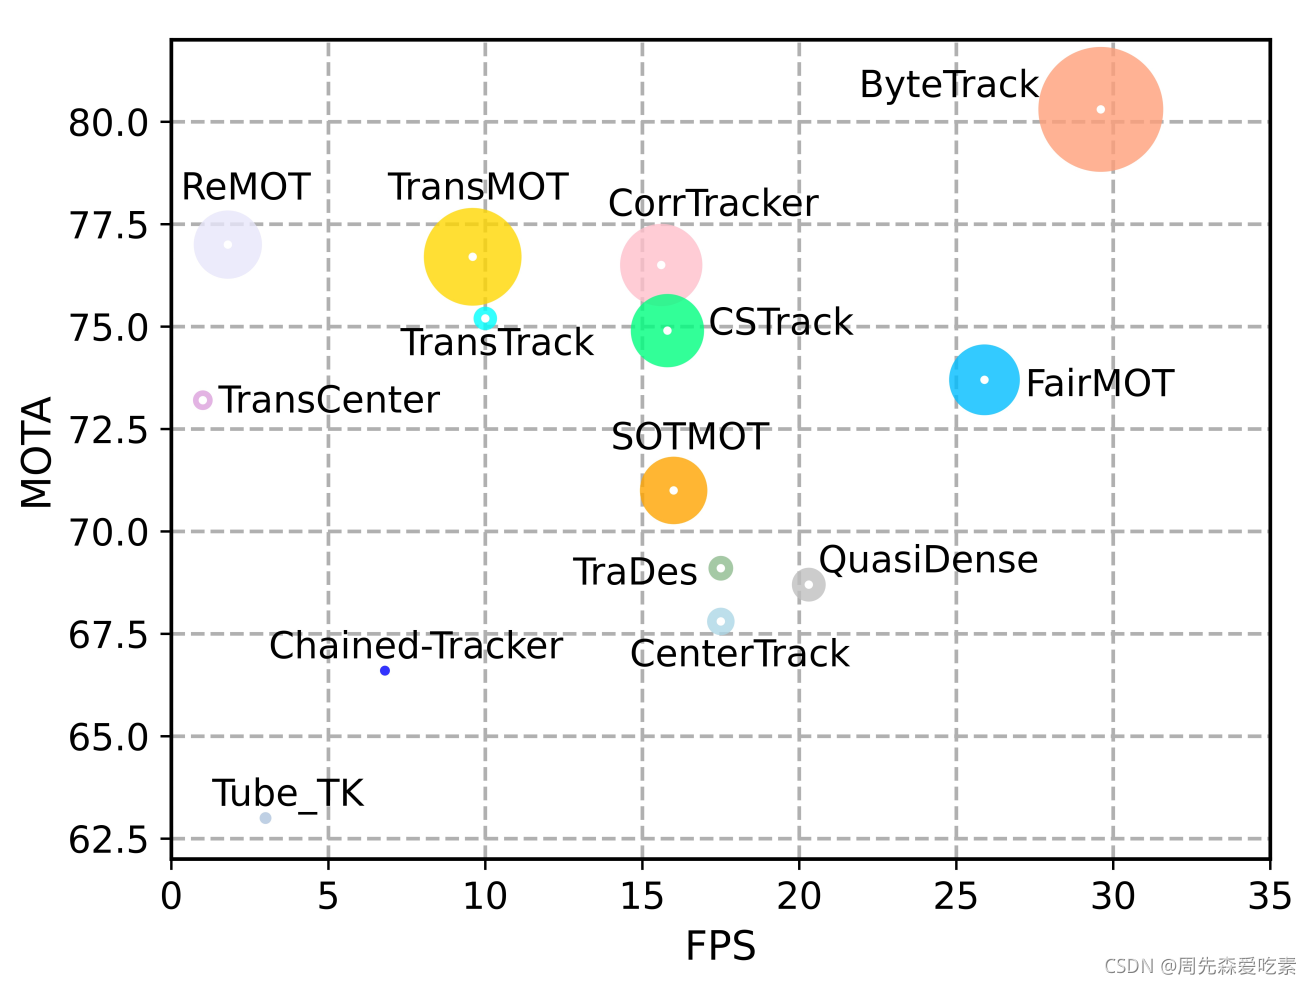 ByteTrack
80.0
ReMOT
TransMOT
CorrTracker
77.5
75.0
CSTrack
TransTrack
FairMOT
TransCenter
72.5
SOTMOT
MOTA
70.0
QuasiDense
TraDes
67.5
Chained-Tracker
CenterTrack
65.0
Tube_TK
62.5
0 5 10 15 20 25 30 35
FPS
CSDN @周先森爱吃素